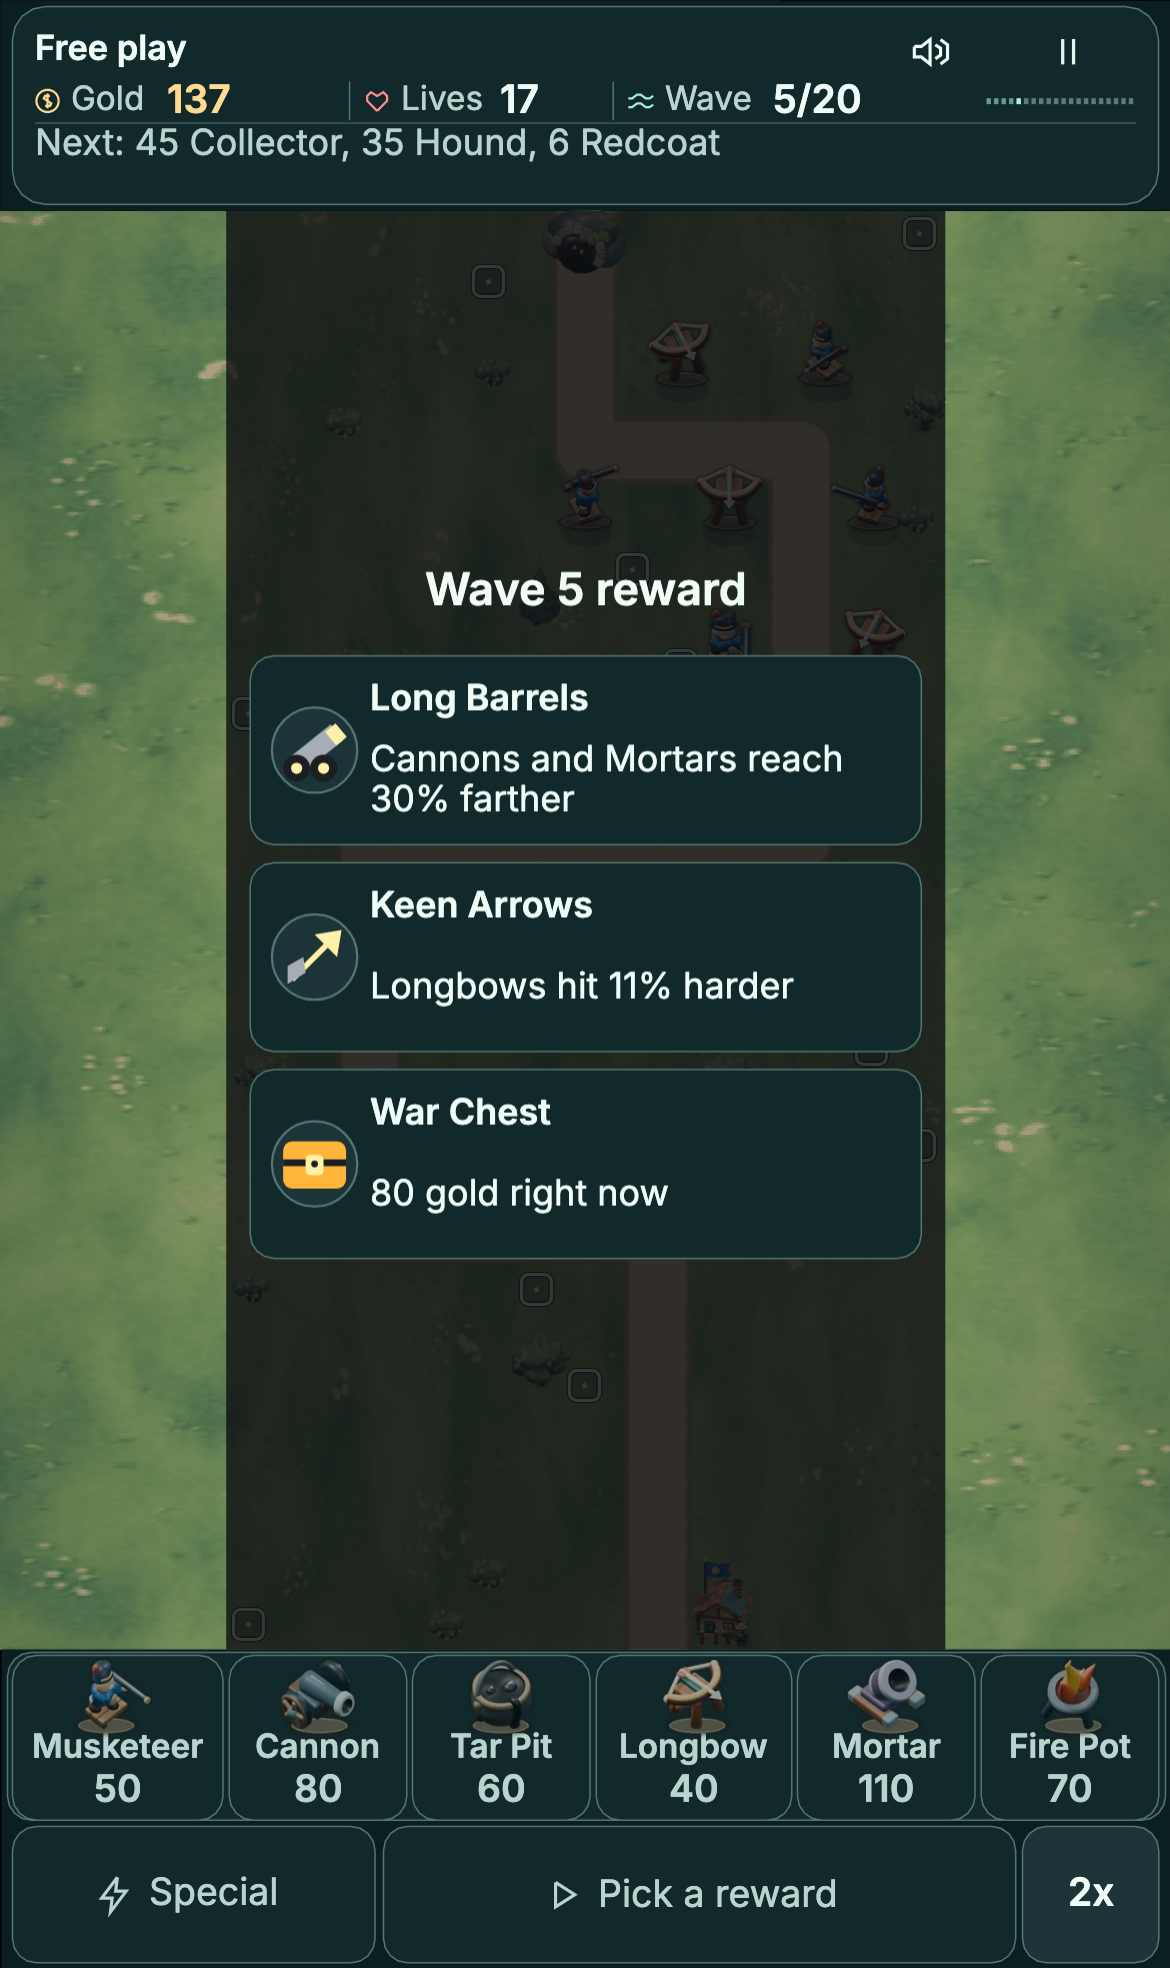 Free play
Gold 137
Lives 17
Wave 5/20
Next: 45 Collector, 35 Hound, 6 Redcoat
Wave 5 reward
Long Barrels
Cannons and Mortars reach
30% farther
Keen Arrows
Longbows hit 11% harder
War Chest
80 gold right now
Musketeer
50
Cannon
80
Tar Pit
60
Longbow
40
Mortar
110
Fire Pot
70
Special
Pick a reward
2x